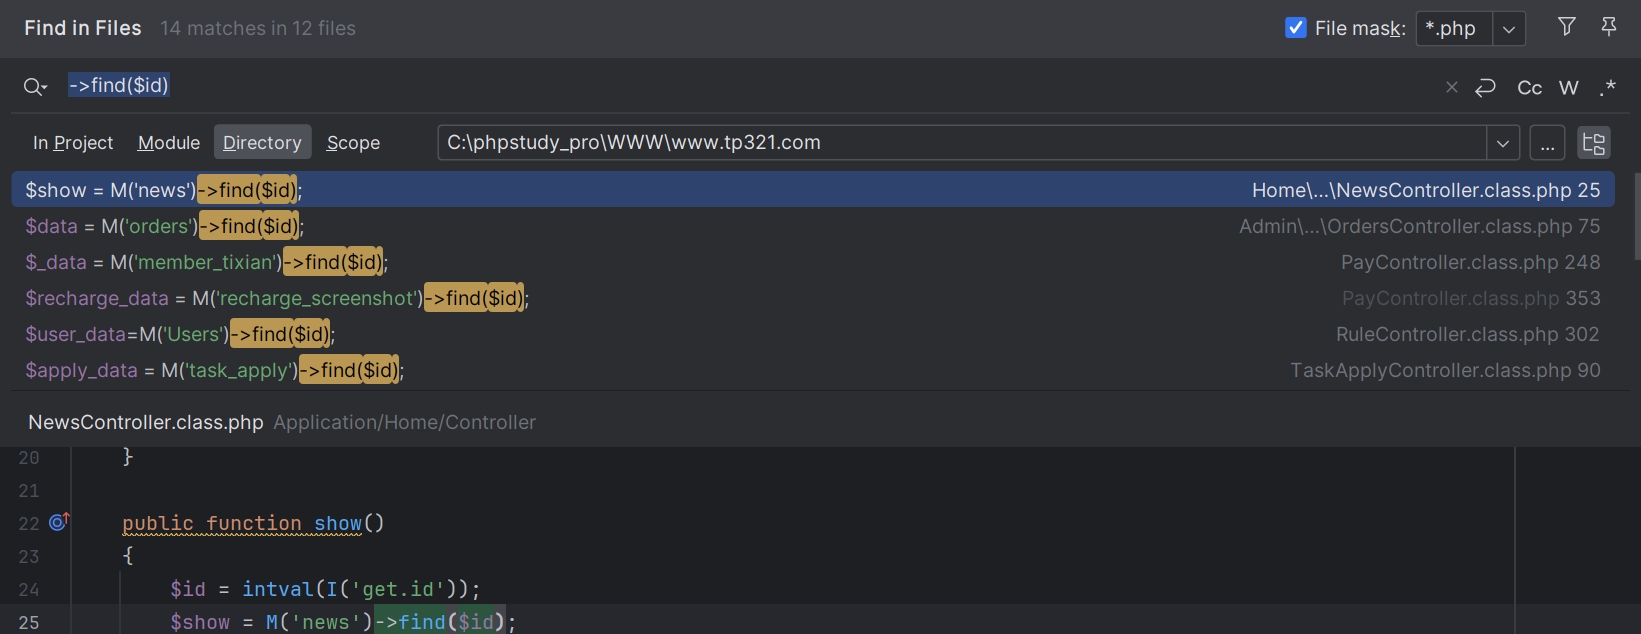 Find in Files 14 matches in 12 files File mask: *.php
->find($id) Cc W .*
In Project Module Directory Scope C:\phpstudy_pro\WWW\www.tp321.com ...
$show = M('news')->find($id); Home\...\NewsController.class.php 25
$data = M('orders')->find($id); Admin\...\OrdersController.class.php 75
$_data = M('member_tixian')->find($id); PayController.class.php 248
$recharge_data = M('recharge_screenshot')->find($id); PayController.class.php 353
$user_data=M('Users')->find($id); RuleController.class.php 302
$apply_data = M('task_apply')->find($id); TaskApplyController.class.php 90
NewsController.class.php Application/Home/Controller
20 }
21
22 public function show()
23 {
24 $id = intval(I('get.id'));
25 $show = M('news')->find($id);